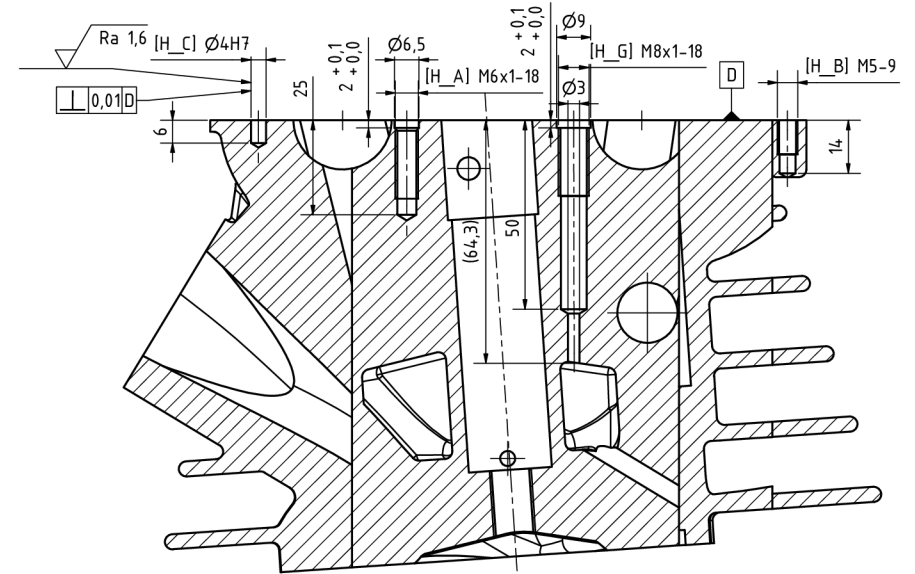 Ra 1,6
[H_C] Ø4H7
⊥ 0,01 D
6
25
2 +0,1 +0,0
Ø6,5
[H_A] M6x1-18
2 +0,1 +0,0
Ø9
[H_G] M8x1-18
Ø3
D
[H_B] M5-9
14
(64,3)
50